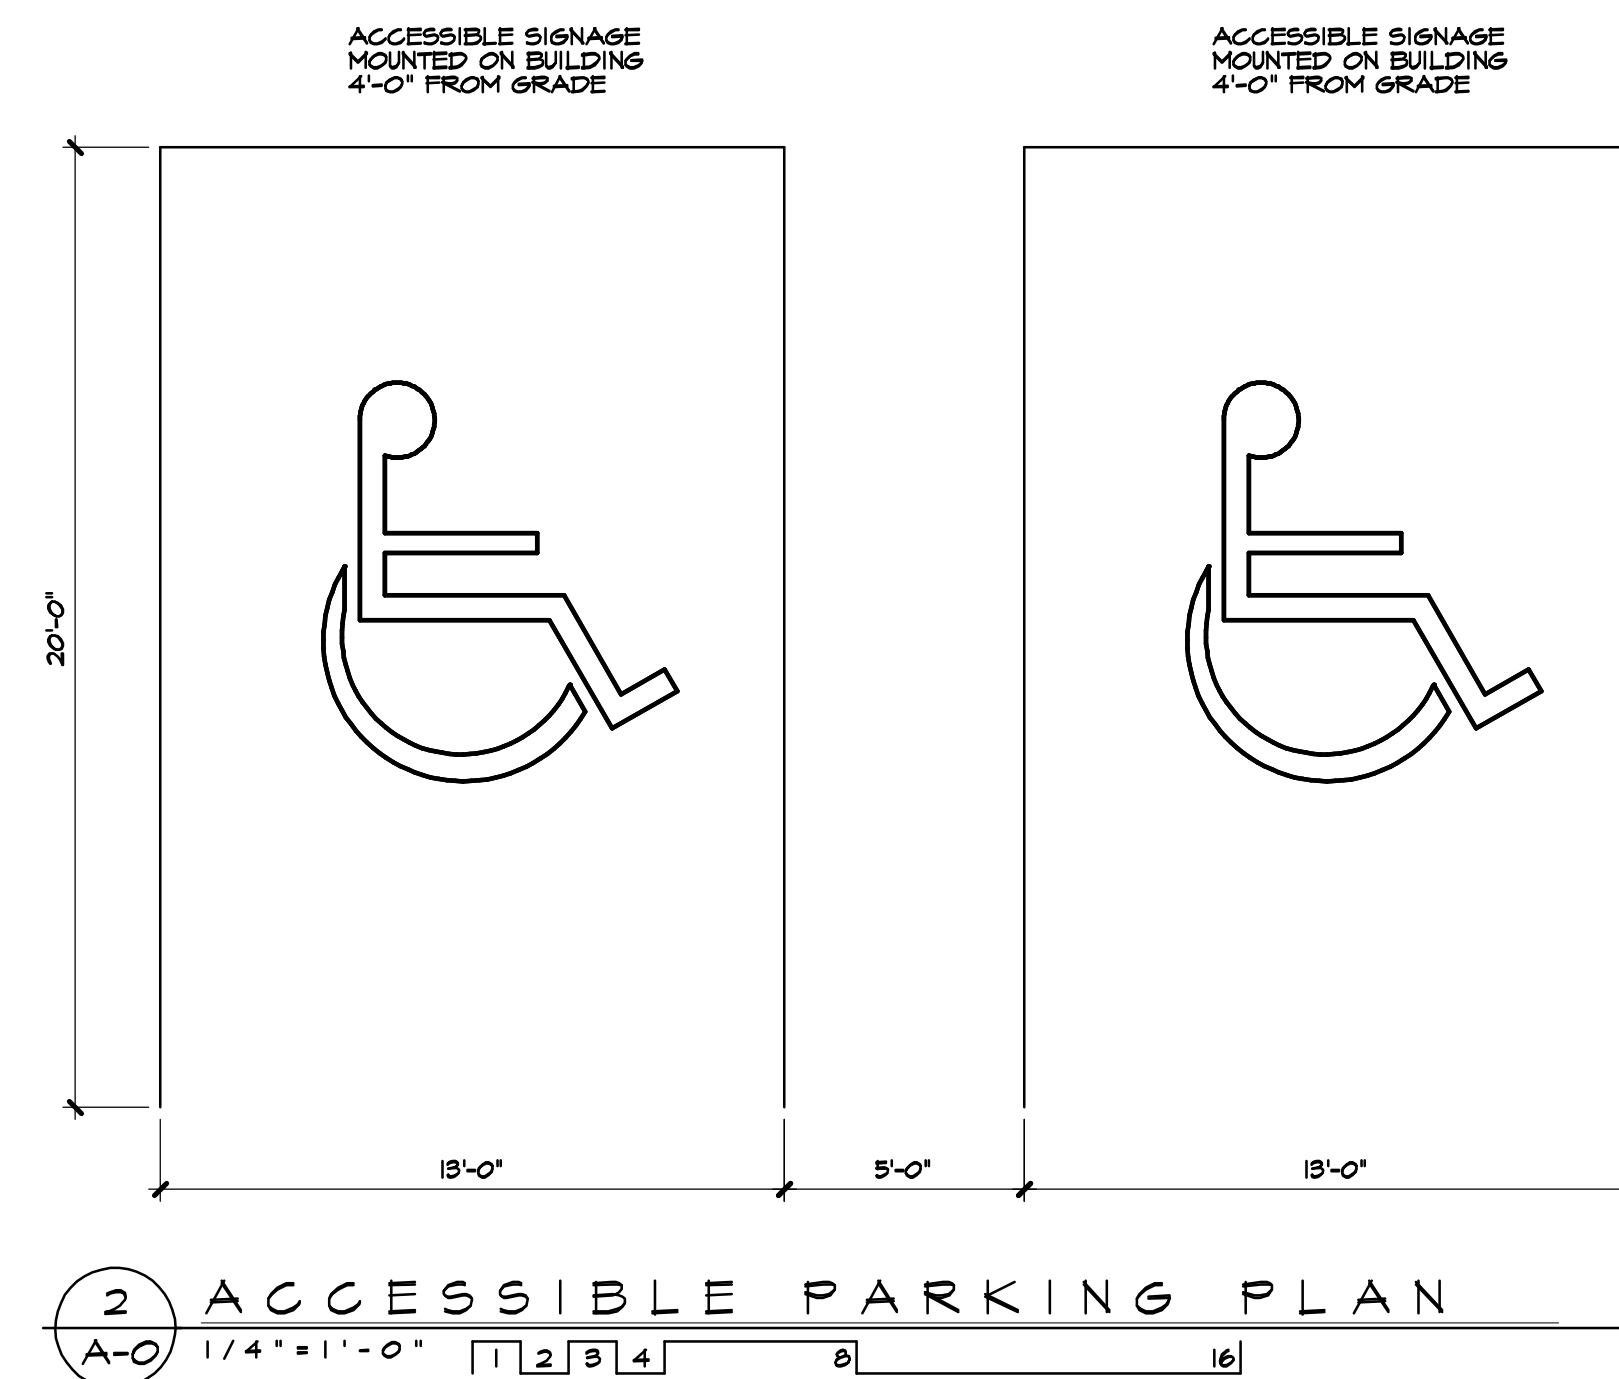 ACCESSIBLE SIGNAGE
MOUNTED ON BUILDING
4'-0" FROM GRADE
ACCESSIBLE SIGNAGE
MOUNTED ON BUILDING
4'-0" FROM GRADE
20'-0"
13'-0"
5'-0"
13'-0"
2
ACCESSIBLE PARKING PLAN
A-0
1/4"=1'-0"
1 2 3 4 8 16